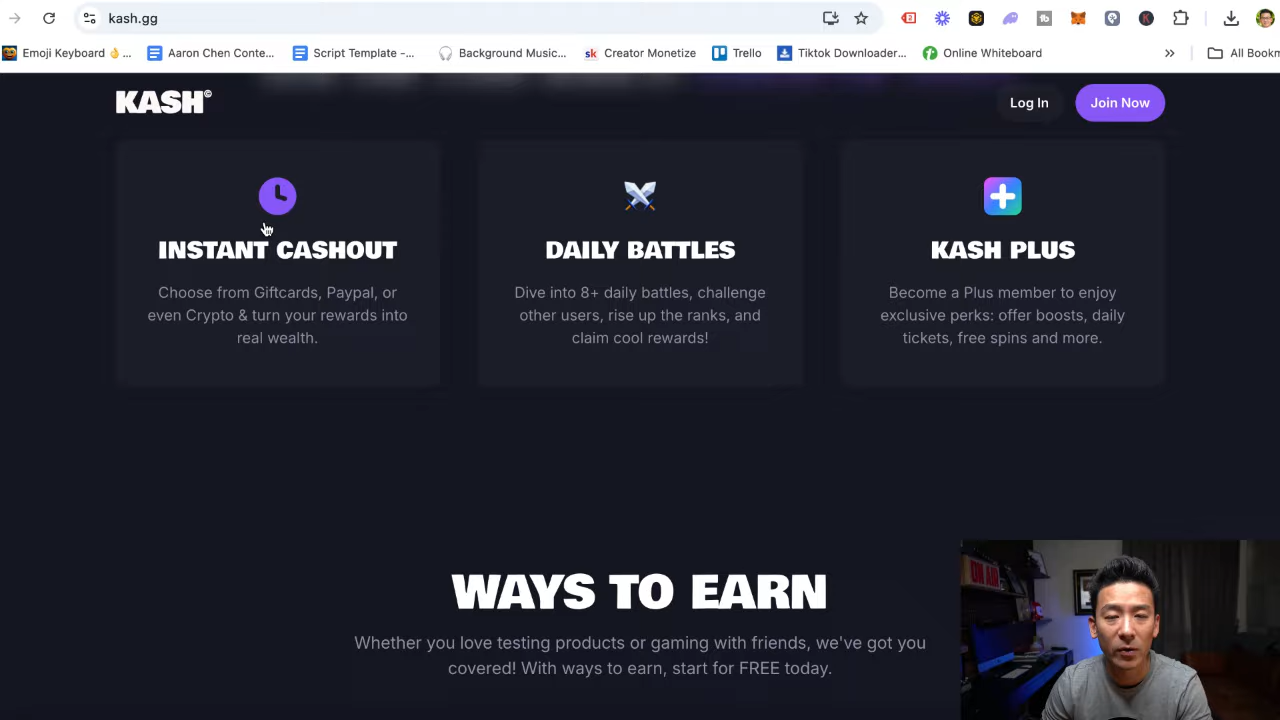 kash.gg
Emoji Keyboard 👌 ...
Aaron Chen Conte...
Script Template -...
Background Music...
sk Creator Monetize
Trello
Tiktok Downloader...
Online Whiteboard
»
All Bookm
KASH©
Log In
Join Now
INSTANT CASHOUT
Choose from Giftcards, Paypal, or
even Crypto & turn your rewards into
real wealth.
DAILY BATTLES
Dive into 8+ daily battles, challenge
other users, rise up the ranks, and
claim cool rewards!
KASH PLUS
Become a Plus member to enjoy
exclusive perks: offer boosts, daily
tickets, free spins and more.
WAYS TO EARN
Whether you love testing products or gaming with friends, we've got you
covered! With ways to earn, start for FREE today.
ON AIR